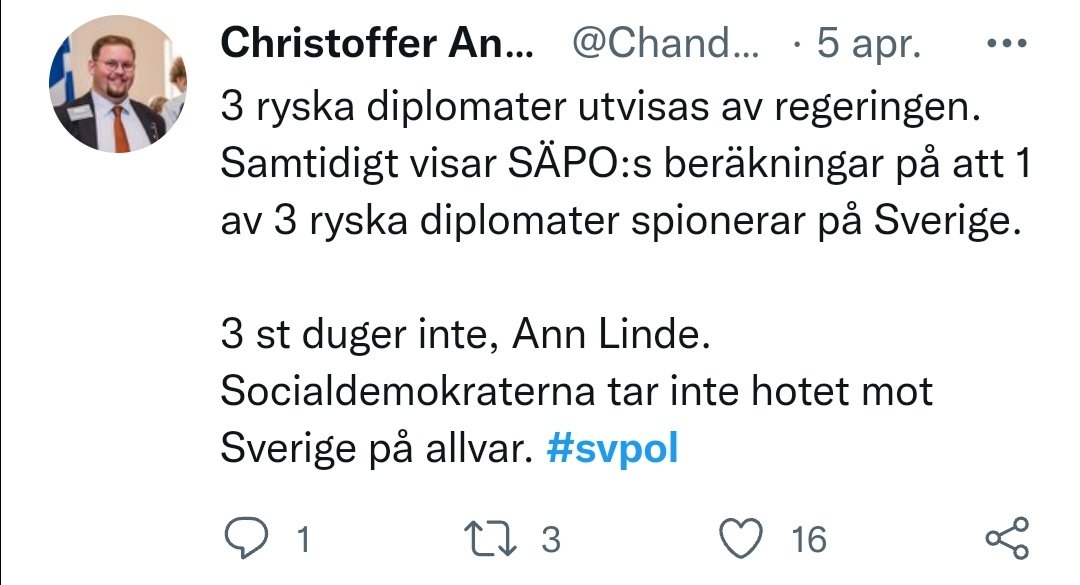 Christoffer An... @Chand... · 5 apr.
3 ryska diplomater utvisas av regeringen.
Samtidigt visar SÄPO:s beräkningar på att 1
av 3 ryska diplomater spionerar på Sverige.
3 st duger inte, Ann Linde.
Socialdemokraterna tar inte hotet mot
Sverige på allvar. #svpol
1 3 16